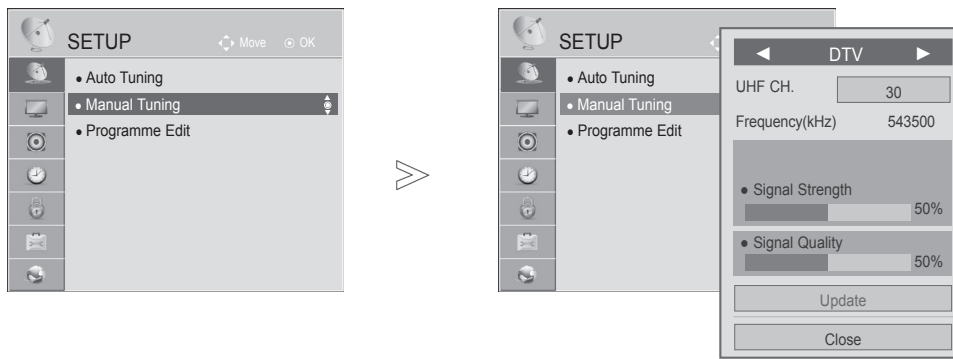 SETUP
Move
OK
● Auto Tuning
● Manual Tuning
● Programme Edit
SETUP
● Auto Tuning
● Manual Tuning
● Programme Edit
◄ DTV ►
UHF CH. 30
Frequency(kHz) 543500
● Signal Strength
50%
● Signal Quality
50%
Update
Close